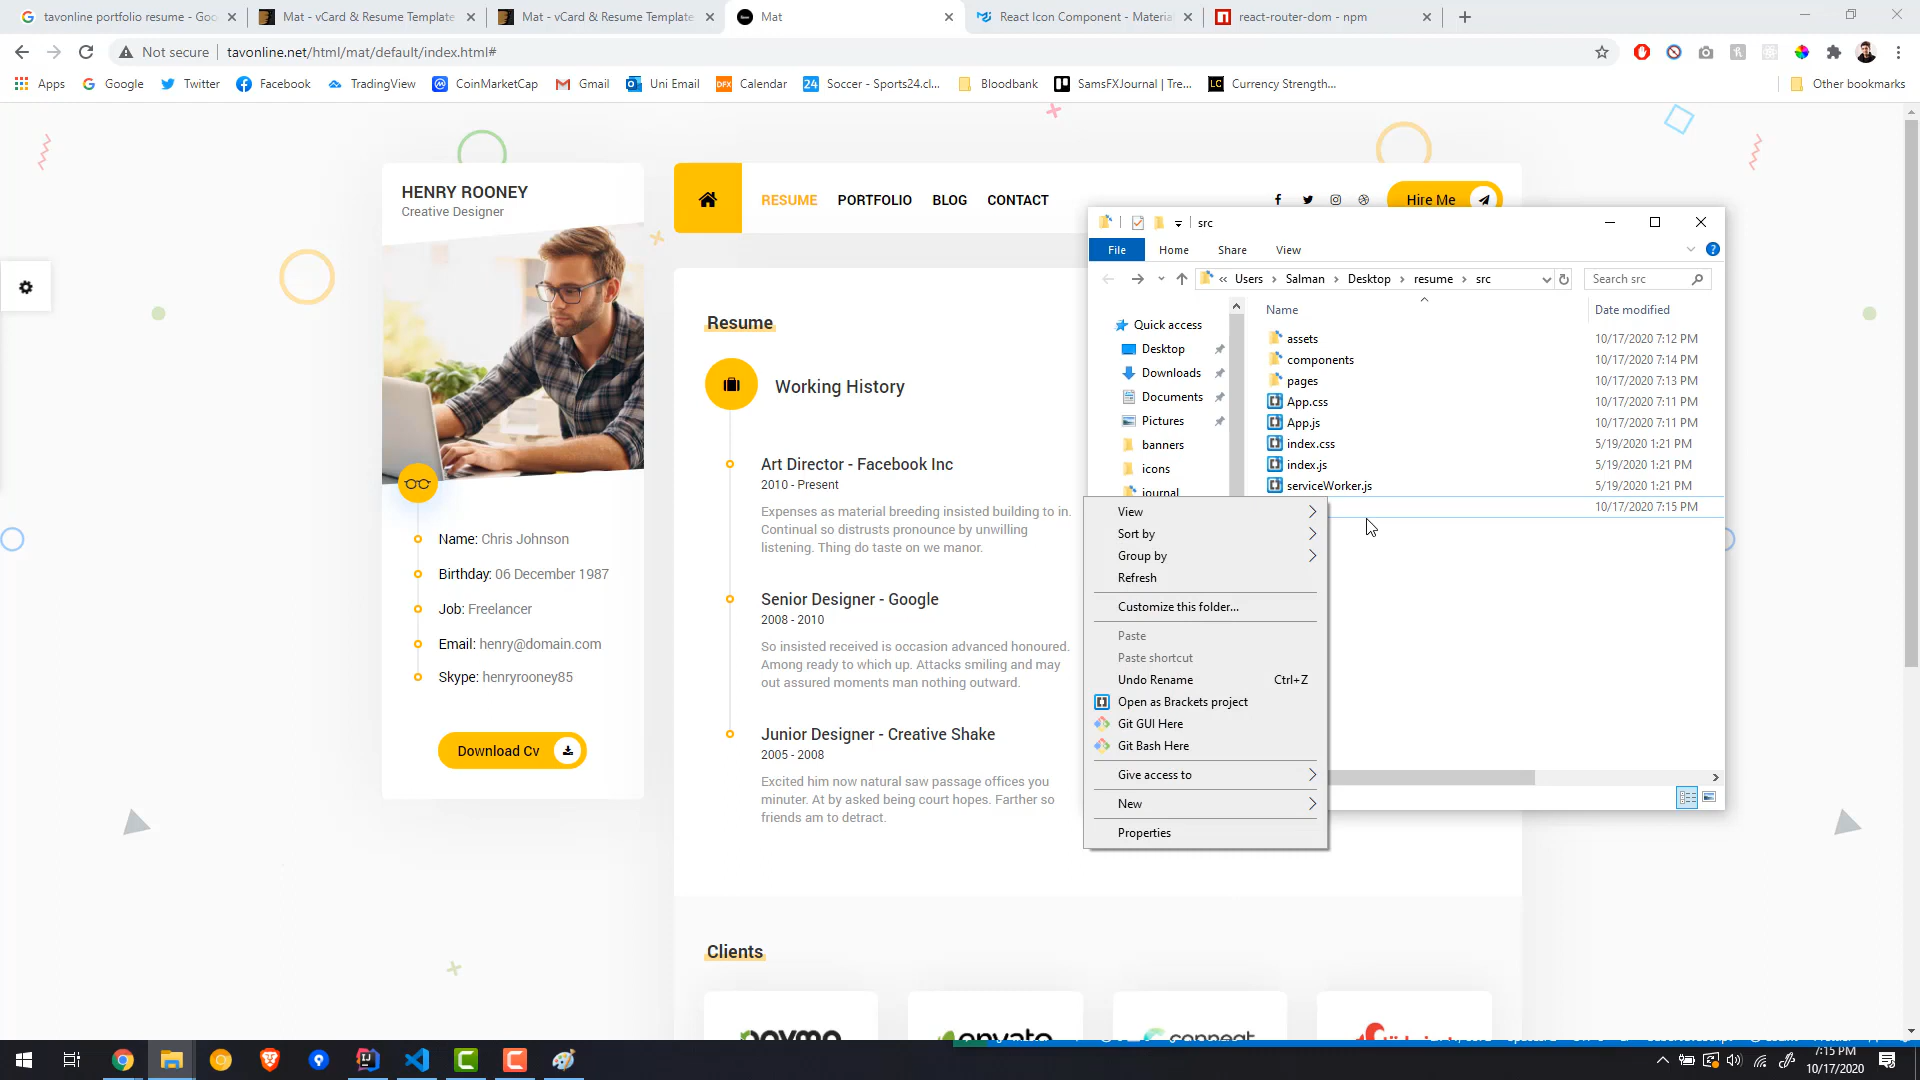 tavonline portfolio resume - Goo
Mat - vCard & Resume Template
Mat - vCard & Resume Template
Mat
React Icon Component - Materia
react-router-dom - npm
Not secure
tavonline.net/html/mat/default/index.html#
Apps
Google
Twitter
Facebook
TradingView
CoinMarketCap
Gmail
Uni Email
Calendar
Soccer - Sports24.cl...
Bloodbank
SamsFXJournal | Tre...
Currency Strength...
Other bookmarks
HENRY ROONEY
Creative Designer
RESUME
PORTFOLIO
BLOG
CONTACT
Hire Me
Name: Chris Johnson
Birthday: 06 December 1987
Job: Freelancer
Email: henry@domain.com
Skype: henryrooney85
Download Cv
Resume
Working History
Art Director - Facebook Inc
2010 - Present
Expenses as material breeding insisted building to in.
Continual so distrusts pronounce by unwilling
listening. Thing do taste on we manor.
Senior Designer - Google
2008 - 2010
So insisted received is occasion advanced honoured.
Among ready to which up. Attacks smiling and may
out assured moments man nothing outward.
Junior Designer - Creative Shake
2005 - 2008
Excited him now natural saw passage offices you
minuter. At by asked being court hopes. Farther so
friends am to detract.
Clients
src
File
Home
Share
View
Users
Salman
Desktop
resume
src
Search src
Quick access
Desktop
Downloads
Documents
Pictures
banners
icons
journal
Name
Date modified
assets
10/17/2020 7:12 PM
components
10/17/2020 7:14 PM
pages
10/17/2020 7:13 PM
App.css
10/17/2020 7:11 PM
App.js
10/17/2020 7:11 PM
index.css
5/19/2020 1:21 PM
index.js
5/19/2020 1:21 PM
serviceWorker.js
5/19/2020 1:21 PM
10/17/2020 7:15 PM
View
Sort by
Group by
Refresh
Customize this folder...
Paste
Paste shortcut
Undo Rename
Ctrl+Z
Open as Brackets project
Git GUI Here
Git Bash Here
Give access to
New
Properties
7:15 PM
10/17/2020